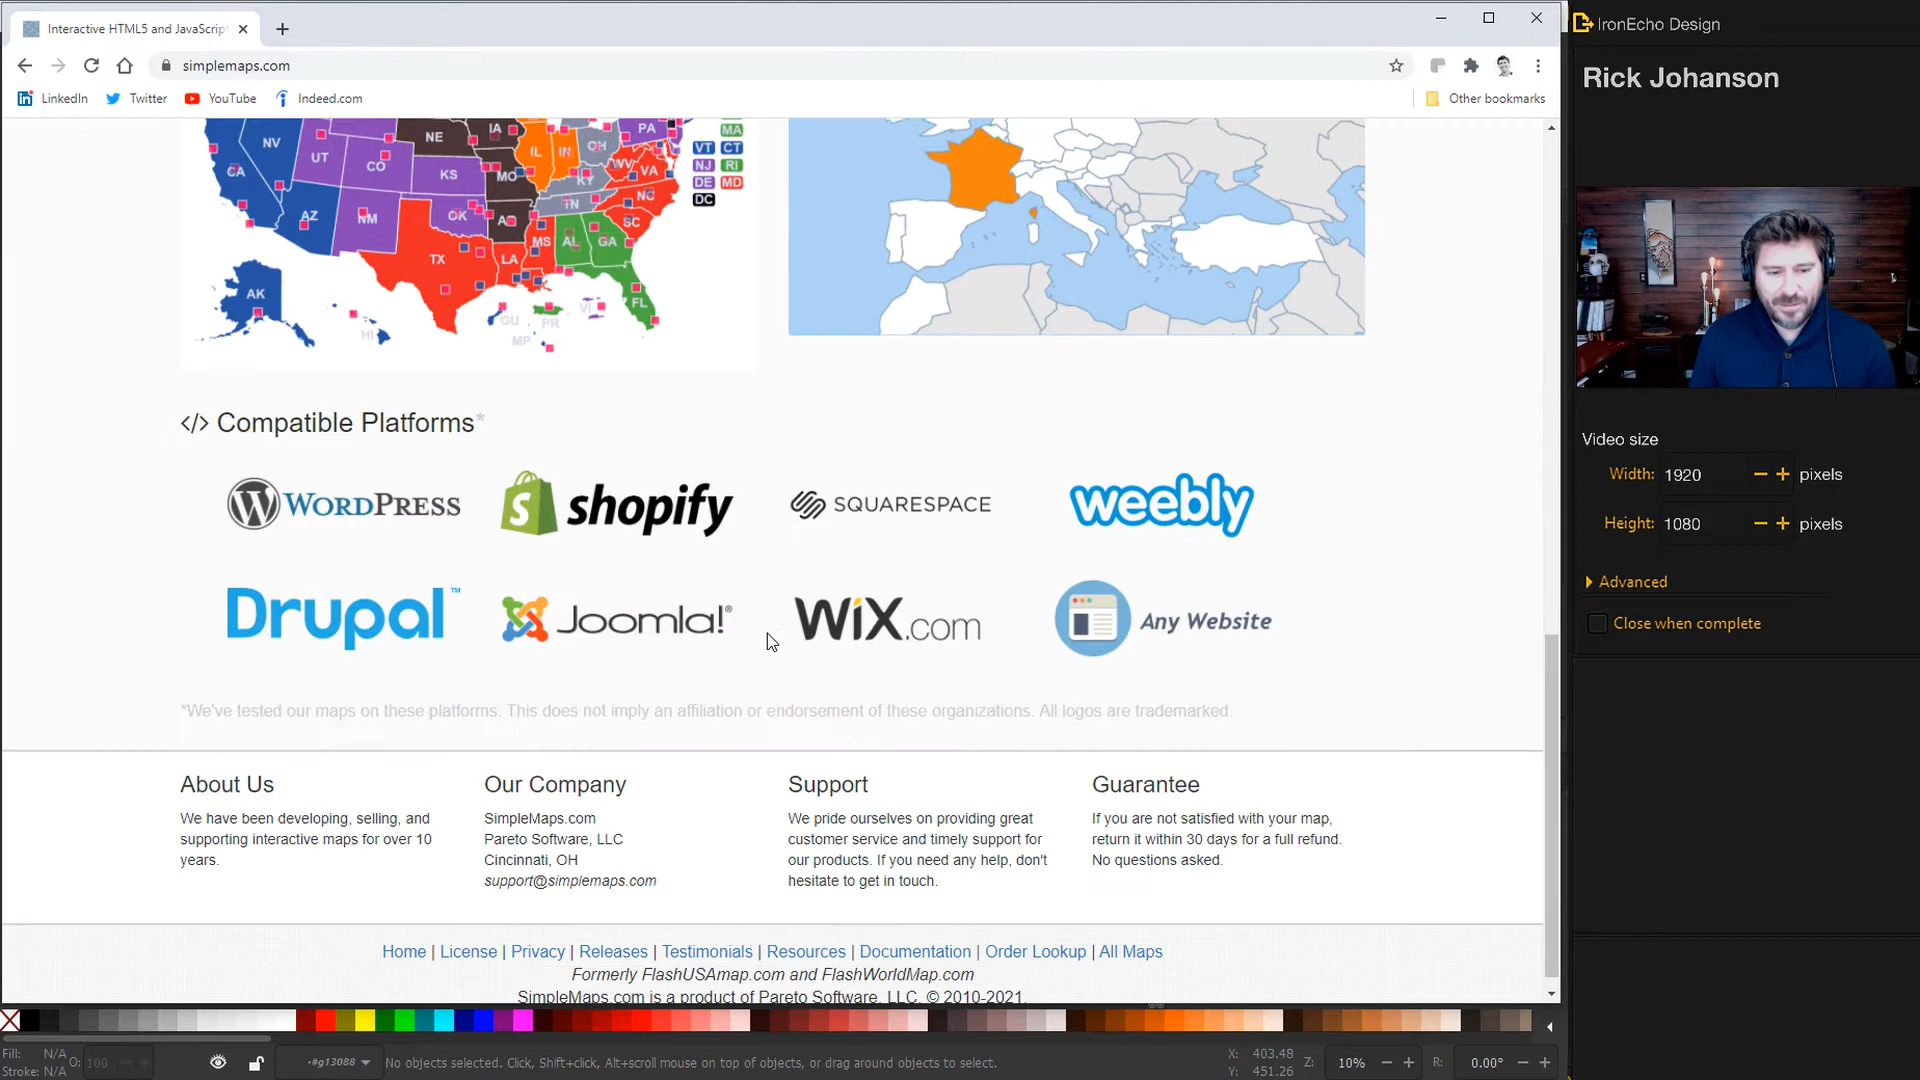 Interactive HTML5 and JavaScrip
simplemaps.com
LinkedIn Twitter YouTube Indeed.com Other bookmarks
IronEcho Design
Rick Johanson
NV UT CO NE KS IA MO IL IN OH KY TN WV VA PA NC SC
CA AZ NM OK TX LA MS AL GA FL
MA
VT CT
NJ RI
DE MD
DC
AK HI GU PR VI
MP
</> Compatible Platforms*
WORDPRESS shopify SQUARESPACE weebly
Drupal™ Joomla!® WiX.com Any Website
*We've tested our maps on these platforms. This does not imply an affiliation or endorsement of these organizations. All logos are trademarked.
About Us
We have been developing, selling, and
supporting interactive maps for over 10
years.
Our Company
SimpleMaps.com
Pareto Software, LLC
Cincinnati, OH
support@simplemaps.com
Support
We pride ourselves on providing great
customer service and timely support for
our products. If you need any help, don't
hesitate to get in touch.
Guarantee
If you are not satisfied with your map,
return it within 30 days for a full refund.
No questions asked.
Home | License | Privacy | Releases | Testimonials | Resources | Documentation | Order Lookup | All Maps
Formerly FlashUSAmap.com and FlashWorldMap.com
SimpleMaps.com is a product of Pareto Software, LLC. © 2010-2021.
Video size
Width: 1920 pixels
Height: 1080 pixels
Advanced
Close when complete
Fill: N/A O: 100
Stroke: N/A
-#g13088
No objects selected. Click, Shift+click, Alt+scroll mouse on top of objects, or drag around objects to select.
X: 403.48
Y: 451.26
Z: 10%
R: 0.00°